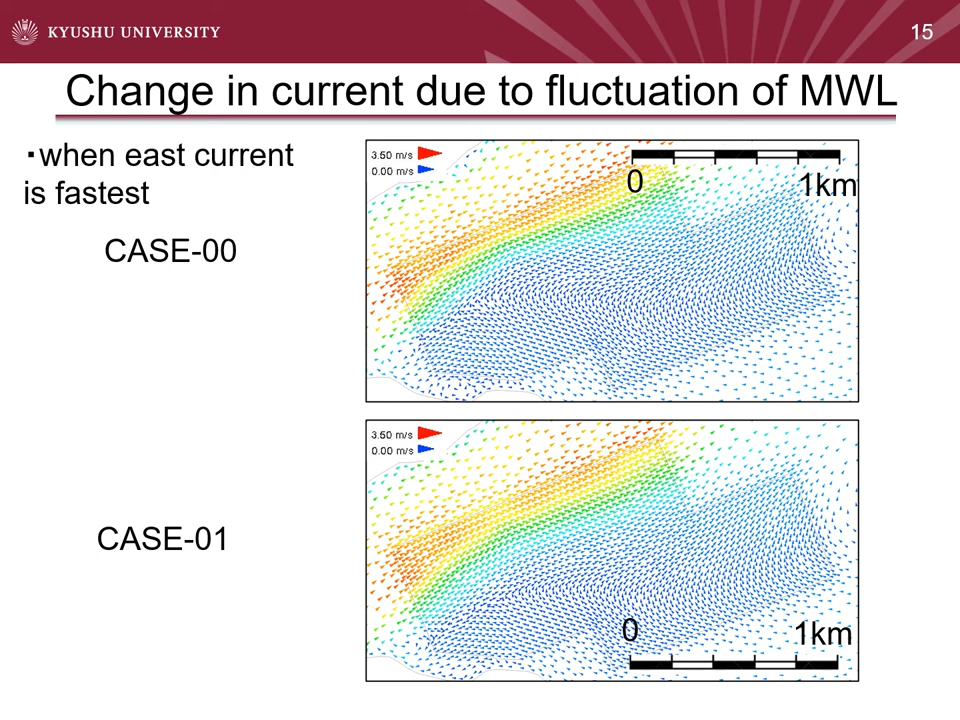 KYUSHU UNIVERSITY
15
Change in current due to fluctuation of MWL
・when east current
is fastest
CASE-00
3.50 m/s
0.00 m/s
0 1km
CASE-01
3.50 m/s
0.00 m/s
0 1km